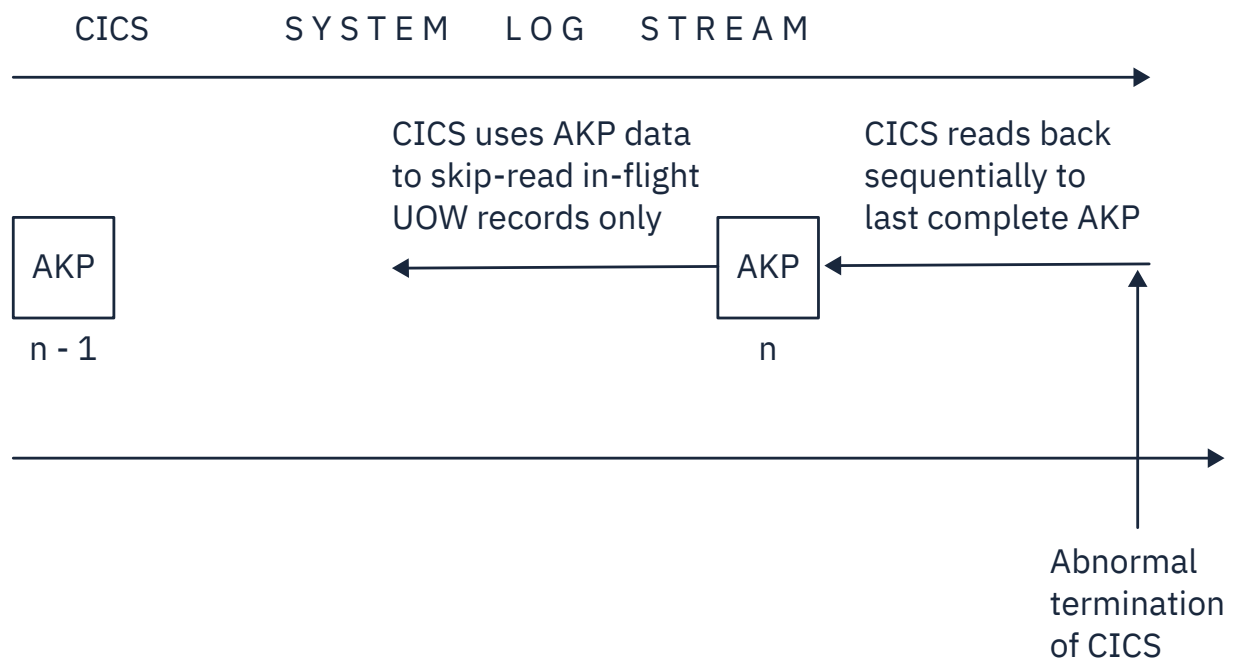 CICS SYSTEM LOG STREAM
CICS uses AKP data
to skip-read in-flight
UOW records only
CICS reads back
sequentially to
last complete AKP
AKP
AKP
n - 1
n
Abnormal
termination
of CICS